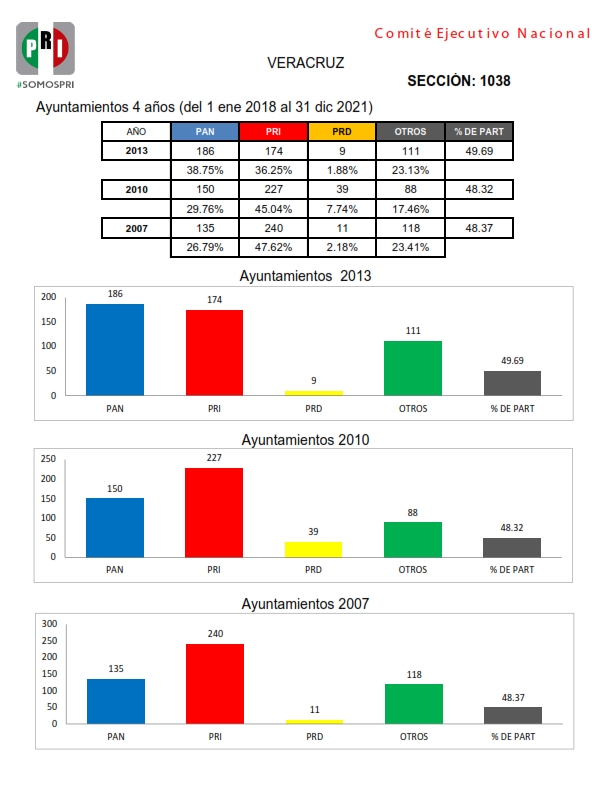 Comité Ejecutivo Nacional
PRI
#SOMOSPRI
VERACRUZ
SECCIÓN: 1038
Ayuntamientos 4 años (del 1 ene 2018 al 31 dic 2021)
AÑO PAN PRI PRD OTROS % DE PART
2013 186 174 9 111 49.69
38.75% 36.25% 1.88% 23.13%
2010 150 227 39 88 48.32
29.76% 45.04% 7.74% 17.46%
2007 135 240 11 118 48.37
26.79% 47.62% 2.18% 23.41%
Ayuntamientos 2013
200
150
100
50
0
186 174 9 111 49.69
PAN PRI PRD OTROS % DE PART
Ayuntamientos 2010
250
200
150
100
50
0
150 227 39 88 48.32
PAN PRI PRD OTROS % DE PART
Ayuntamientos 2007
300
250
200
150
100
50
0
135 240 11 118 48.37
PAN PRI PRD OTROS % DE PART